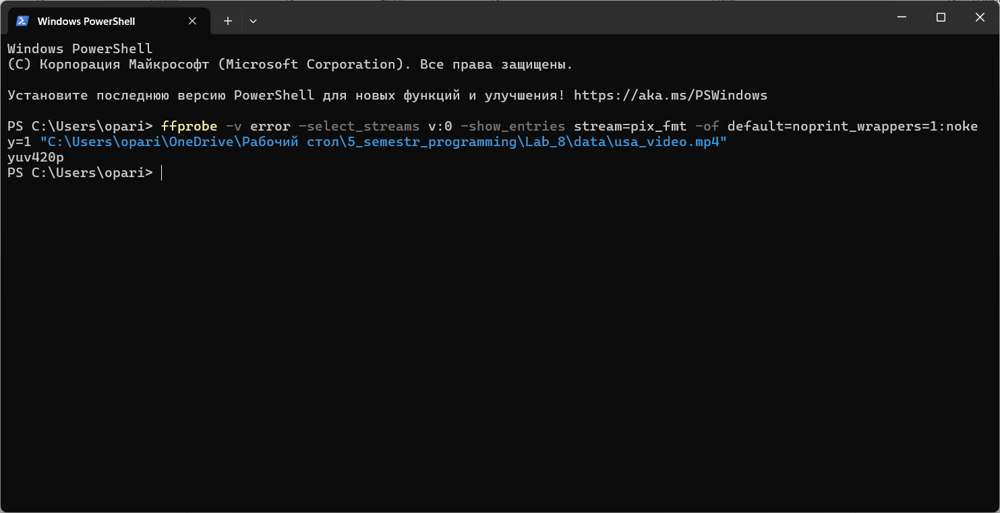 Windows PowerShell
Windows PowerShell
(C) Корпорация Майкрософт (Microsoft Corporation). Все права защищены.
Установите последнюю версию PowerShell для новых функций и улучшения! https://aka.ms/PSWindows
PS C:\Users\opari> ffprobe -v error -select_streams v:0 -show_entries stream=pix_fmt -of default=noprint_wrappers=1:noke
y=1 "C:\Users\opari\OneDrive\Рабочий стол\5_semestr_programming\Lab_8\data\usa_video.mp4"
yuv420p
PS C:\Users\opari>